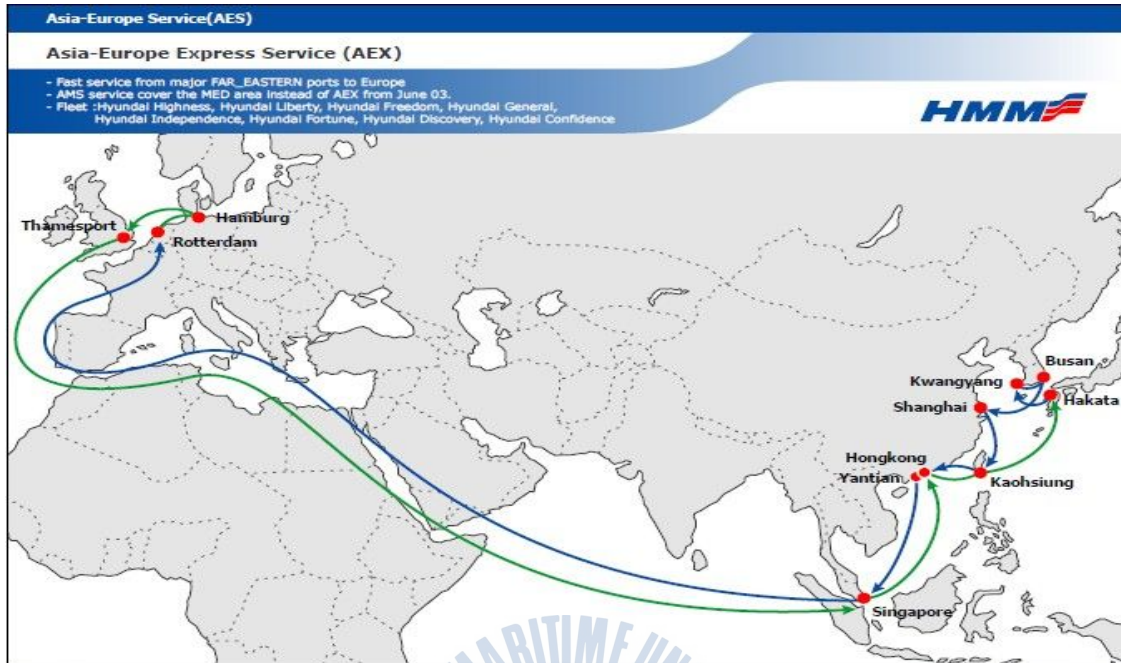 Asia-Europe Service(AES)
Asia-Europe Express Service (AEX)
- Fast service from major FAR_EASTERN ports to Europe
- AMS service cover the MED area instead of AEX from June 03.
- Fleet :Hyundai Highness, Hyundai Liberty, Hyundai Freedom, Hyundai General,
Hyundai Independence, Hyundai Fortune, Hyundai Discovery, Hyundai Confidence
HMM
Hamburg
Thamesport
Rotterdam
Busan
Kwangyang
Hakata
Shanghai
Hongkong
Yantian
Kaohsiung
Singapore
MARITIME UN